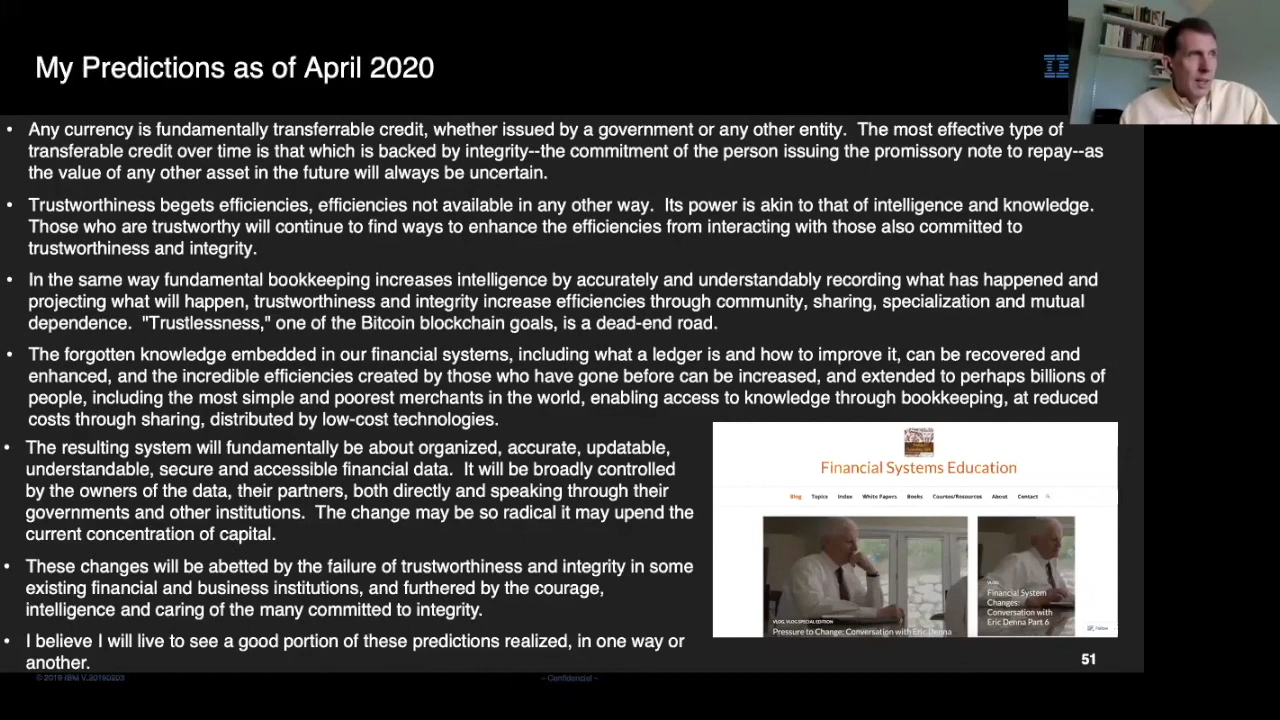 My Predictions as of April 2020
• Any currency is fundamentally transferrable credit, whether issued by a government or any other entity. The most effective type of
transferable credit over time is that which is backed by integrity--the commitment of the person issuing the promissory note to repay--as
the value of any other asset in the future will always be uncertain.
• Trustworthiness begets efficiencies, efficiencies not available in any other way. Its power is akin to that of intelligence and knowledge.
Those who are trustworthy will continue to find ways to enhance the efficiencies from interacting with those also committed to
trustworthiness and integrity.
• In the same way fundamental bookkeeping increases intelligence by accurately and understandably recording what has happened and
projecting what will happen, trustworthiness and integrity increase efficiencies through community, sharing, specialization and mutual
dependence. "Trustlessness," one of the Bitcoin blockchain goals, is a dead-end road.
• The forgotten knowledge embedded in our financial systems, including what a ledger is and how to improve it, can be recovered and
enhanced, and the incredible efficiencies created by those who have gone before can be increased, and extended to perhaps billions of
people, including the most simple and poorest merchants in the world, enabling access to knowledge through bookkeeping, at reduced
costs through sharing, distributed by low-cost technologies.
• The resulting system will fundamentally be about organized, accurate, updatable,
understandable, secure and accessible financial data. It will be broadly controlled
by the owners of the data, their partners, both directly and speaking through their
governments and other institutions. The change may be so radical it may upend the
current concentration of capital.
• These changes will be abetted by the failure of trustworthiness and integrity in some
existing financial and business institutions, and furthered by the courage,
intelligence and caring of the many committed to integrity.
• I believe I will live to see a good portion of these predictions realized, in one way or
another.
Financial Systems Education
Blog Topics Index White Papers Books Courses/Resources About Contact
VLOG, VLOG SPECIAL EDITION
Pressure to Change: Conversation with Eric Denna
VLOG
Financial System
Changes:
Conversation with
Eric Denna Part 6
Follow
51
© 2019 IBM V.20190203
– Confidenzial –